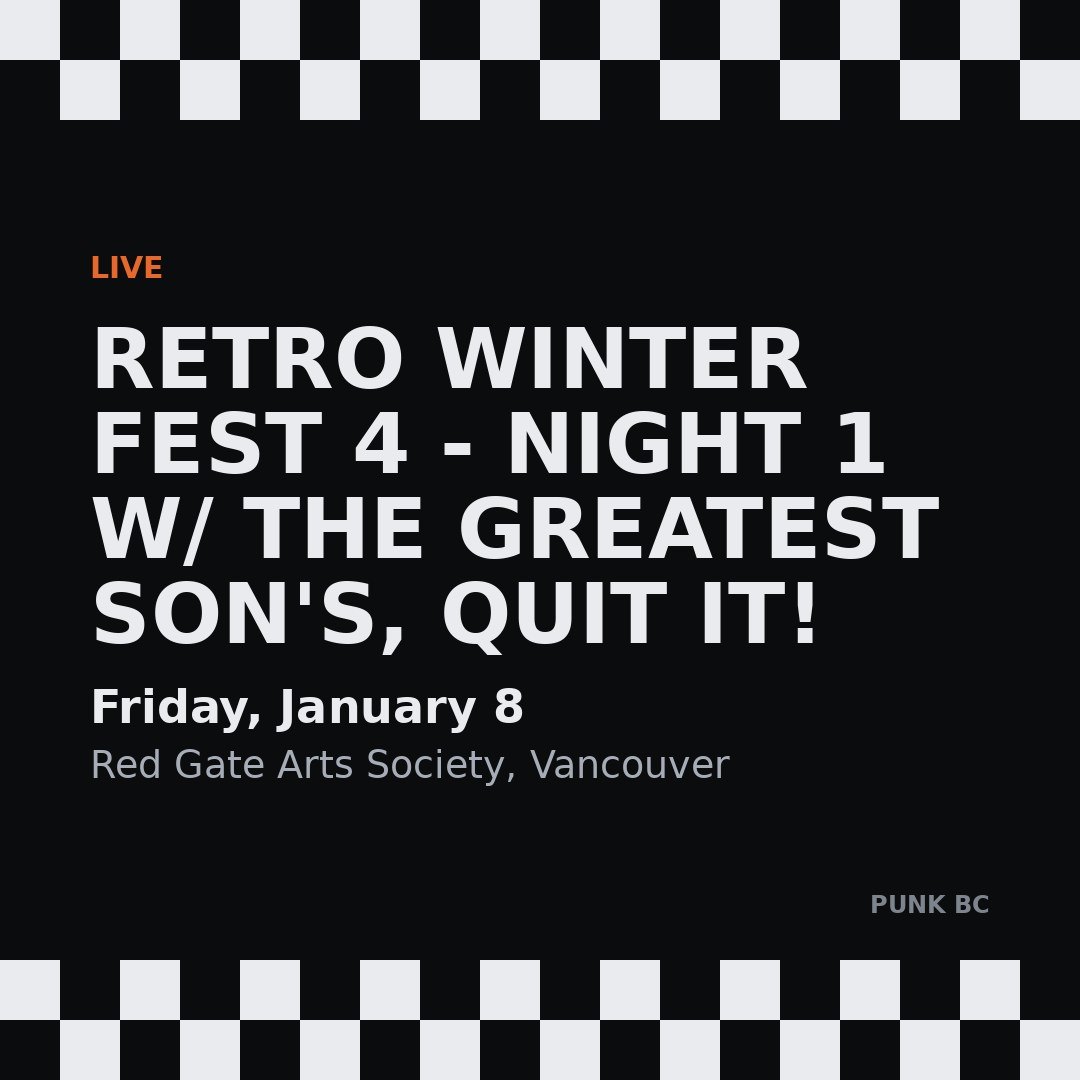 LIVE
RETRO WINTER
FEST 4 - NIGHT 1
W/ THE GREATEST
SON'S, QUIT IT!
Friday, January 8
Red Gate Arts Society, Vancouver
PUNK BC